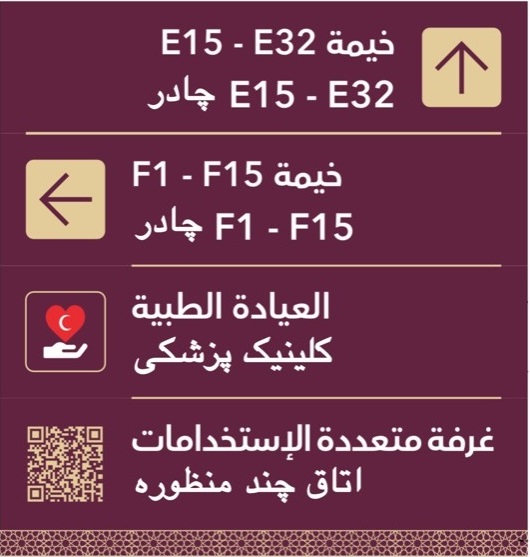 خيمة E15 - E32
E15 - E32 چادر
خيمة F1 - F15
F1 - F15 چادر
العيادة الطبية
کلینیک پزشکی
غرفة متعددة الإستخدامات
اتاق چند منظوره